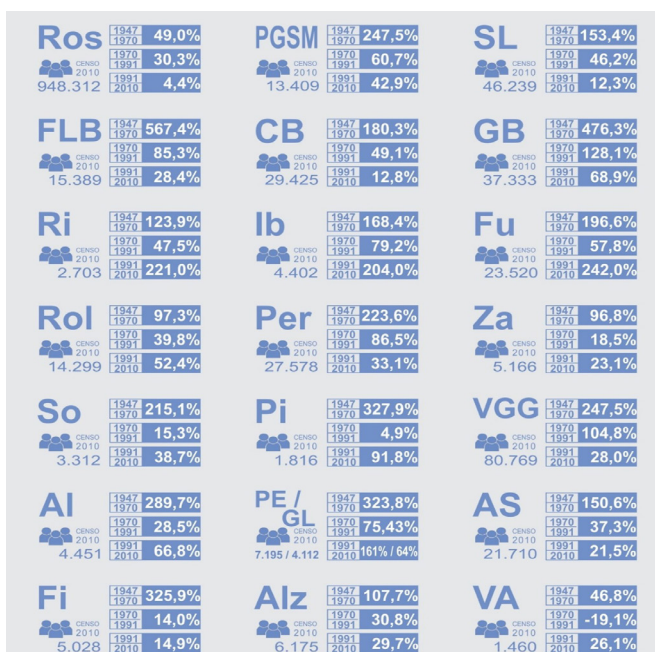 Ros 1947 1970 49,0%
1970 1991 30,3%
CENSO 2010
948.312 1991 2010 4,4%
PGSM 1947 1970 247,5%
1970 1991 60,7%
CENSO 2010
13.409 1991 2010 42,9%
SL 1947 1970 153,4%
1970 1991 46,2%
CENSO 2010
46.239 1991 2010 12,3%
FLB 1947 1970 567,4%
1970 1991 85,3%
CENSO 2010
15.389 1991 2010 28,4%
CB 1947 1970 180,3%
1970 1991 49,1%
CENSO 2010
29.425 1991 2010 12,8%
GB 1947 1970 476,3%
1970 1991 128,1%
CENSO 2010
37.333 1991 2010 68,9%
Ri 1947 1970 123,9%
1970 1991 47,5%
CENSO 2010
2.703 1991 2010 221,0%
Ib 1947 1970 168,4%
1970 1991 79,2%
CENSO 2010
4.402 1991 2010 204,0%
Fu 1947 1970 196,6%
1970 1991 57,8%
CENSO 2010
23.520 1991 2010 242,0%
Rol 1947 1970 97,3%
1970 1991 39,8%
CENSO 2010
14.299 1991 2010 52,4%
Per 1947 1970 223,6%
1970 1991 86,5%
CENSO 2010
27.578 1991 2010 33,1%
Za 1947 1970 96,8%
1970 1991 18,5%
CENSO 2010
5.166 1991 2010 23,1%
So 1947 1970 215,1%
1970 1991 15,3%
CENSO 2010
3.312 1991 2010 38,7%
Pi 1947 1970 327,9%
1970 1991 4,9%
CENSO 2010
1.816 1991 2010 91,8%
VGG 1947 1970 247,5%
1970 1991 104,8%
CENSO 2010
80.769 1991 2010 28,0%
Al 1947 1970 289,7%
1970 1991 28,5%
CENSO 2010
4.451 1991 2010 66,8%
PE / GL 1947 1970 323,8%
1970 1991 75,43%
CENSO 2010
7.195 / 4.112 1991 2010 161% / 64%
AS 1947 1970 150,6%
1970 1991 37,3%
CENSO 2010
21.710 1991 2010 21,5%
Fi 1947 1970 325,9%
1970 1991 14,0%
CENSO 2010
5.028 1991 2010 14,9%
Alz 1947 1970 107,7%
1970 1991 30,8%
CENSO 2010
6.175 1991 2010 29,7%
VA 1947 1970 46,8%
1970 1991 -19,1%
CENSO 2010
1.460 1991 2010 26,1%